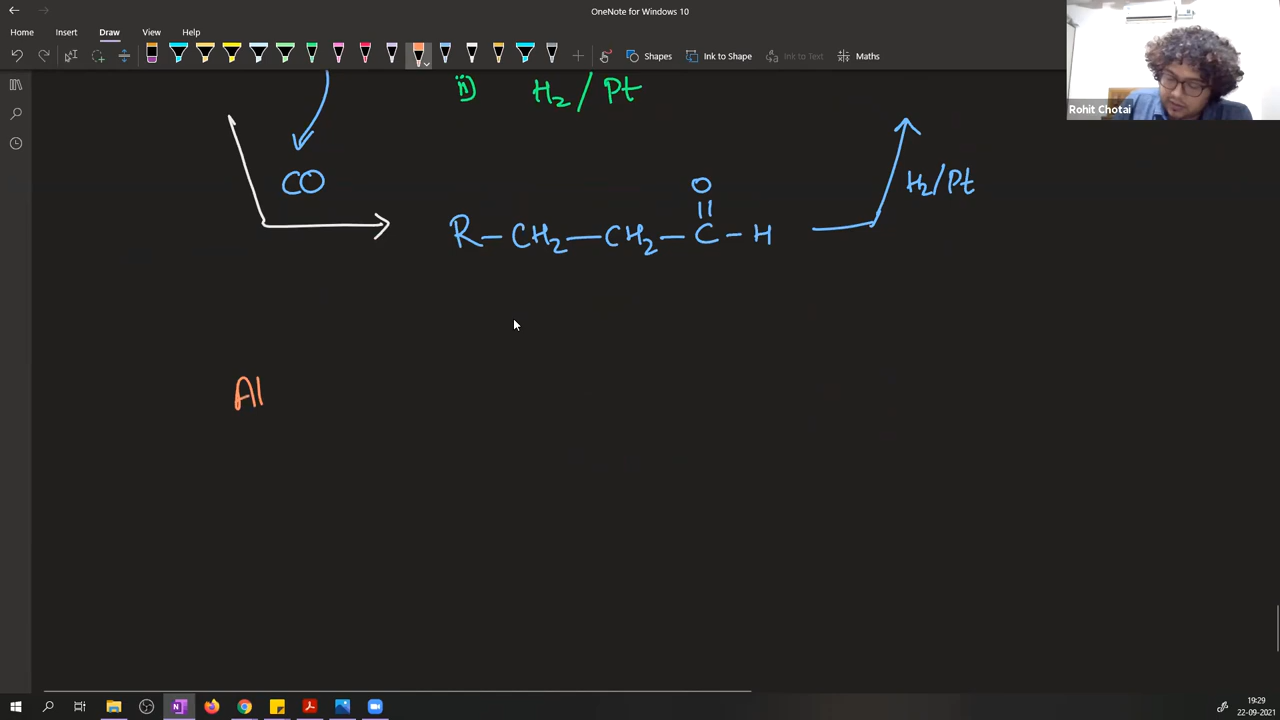 OneNote for Windows 10
Home Insert Draw View Help
Shapes Ink to Shape Ink to Text Maths
Rohit Chotai
ii) H₂/Pt
CO
H₂/Pt
O
R-CH₂-CH₂-C-H
Al
19:29
22-09-2021